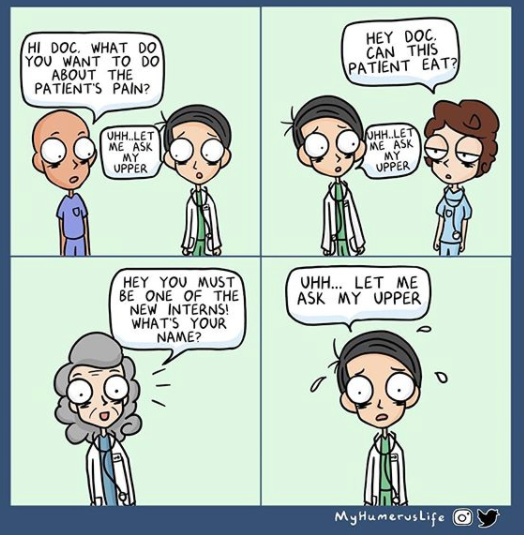 HI DOC. WHAT DO
YOU WANT TO DO
ABOUT THE
PATIENT'S PAIN?
UHH..LET
ME ASK
MY
UPPER
HEY DOC.
CAN THIS
PATIENT EAT?
UHH..LET
ME ASK
MY
UPPER
HEY YOU MUST
BE ONE OF THE
NEW INTERNS!
WHAT'S YOUR
NAME?
UHH... LET ME
ASK MY UPPER
MyHumerusLife